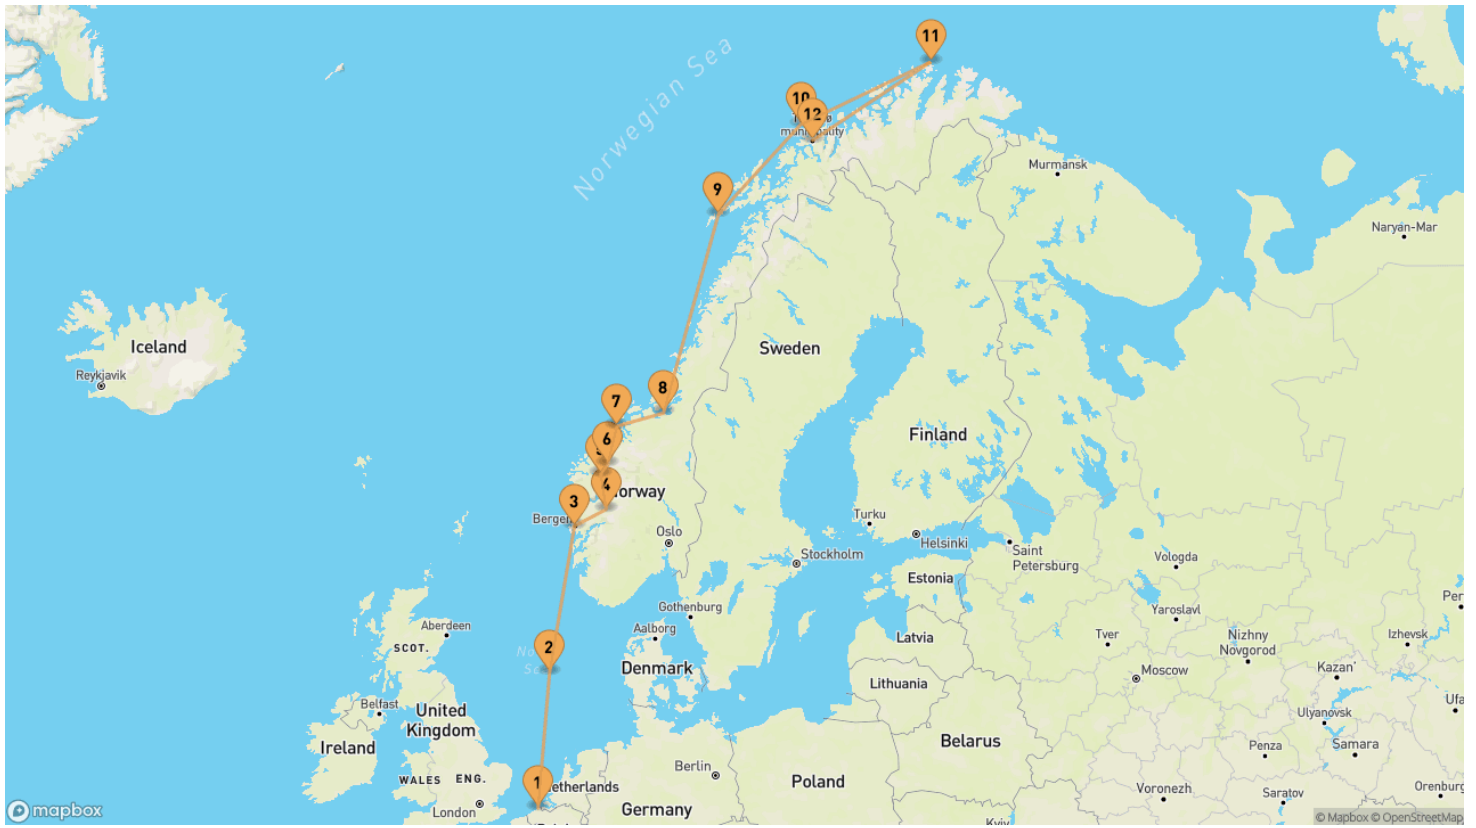 11
Norwegian Sea
10
12
municipality
Murmansk
9
Naryan-Mar
Iceland
Reykjavik
Sweden
8
7
6
Finland
4
Norway
3
Bergen
Oslo
Turku
Helsinki
Stockholm
Saint
Petersburg
Vologda
Estonia
Gothenburg
Yaroslavl
Aberdeen
Aalborg
SCOT.
Latvia
Tver
Nizhny
Novgorod
Izhevsk
2
Denmark
Moscow
Kazan'
Lithuania
Belfast
United
Kingdom
Ulyanovsk
Ireland
Belarus
Penza
Samara
1
WALES
ENG.
Netherlands
Berlin
Poland
Voronezh
Saratov
Orenburg
London
Germany
mapbox
© Mapbox © OpenStreetMap